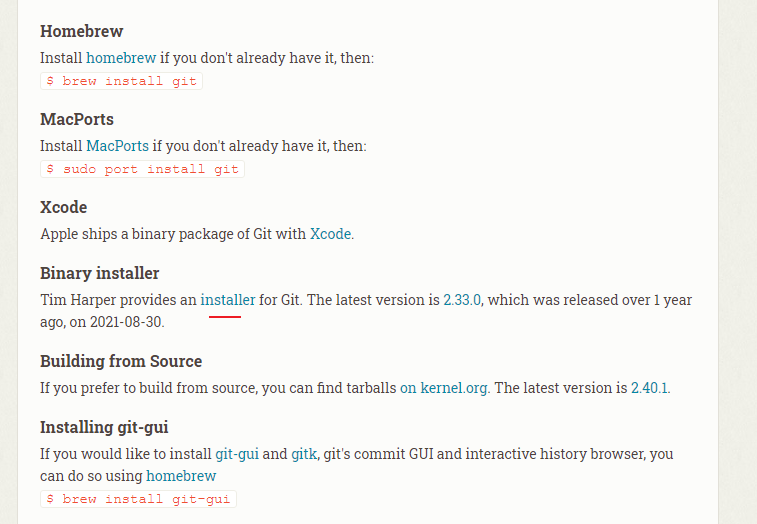 Homebrew
Install homebrew if you don't already have it, then:
$ brew install git
MacPorts
Install MacPorts if you don't already have it, then:
$ sudo port install git
Xcode
Apple ships a binary package of Git with Xcode.
Binary installer
Tim Harper provides an installer for Git. The latest version is 2.33.0, which was released over 1 year
ago, on 2021-08-30.
Building from Source
If you prefer to build from source, you can find tarballs on kernel.org. The latest version is 2.40.1.
Installing git-gui
If you would like to install git-gui and gitk, git's commit GUI and interactive history browser, you
can do so using homebrew
$ brew install git-gui